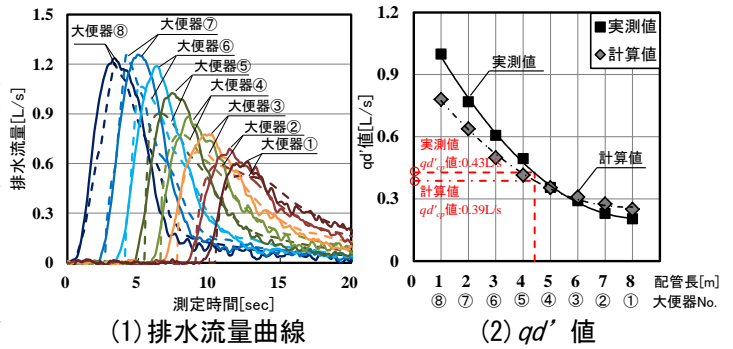 排水流量[L/s]
1.5
1.2
0.9
0.6
0.3
0
大便器⑧
大便器⑦
大便器⑥
大便器⑤
大便器④
大便器③
大便器②
大便器①
0 5 10 15 20
測定時間[sec]
(1)排水流量曲線
qd'値[L/s]
1.2
0.9
0.6
0.3
0.0
実測値
計算値
実測値
計算値
実測値
qd'cp値:0.43L/s
計算値
qd'cp値:0.39L/s
0 1 2 3 4 5 6 7 8 配管長[m]
⑧ ⑦ ⑥ ⑤ ④ ③ ② ① 大便器No.
(2)qd’値